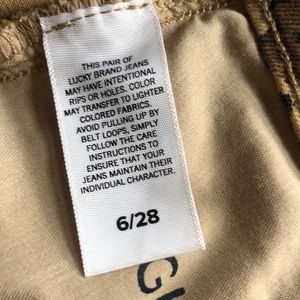 THIS PAIR OF
LUCKY BRAND JEANS
MAY HAVE INTENTIONAL
RIPS OR HOLES. COLOR
MAY TRANSFER TO LIGHTER
COLORED FABRICS.
AVOID PULLING UP BY
BELT LOOPS, SIMPLY
FOLLOW THE CARE
INSTRUCTIONS TO
ENSURE THAT YOUR
JEANS MAINTAIN THEIR
INDIVIDUAL CHARACTER.
6/28